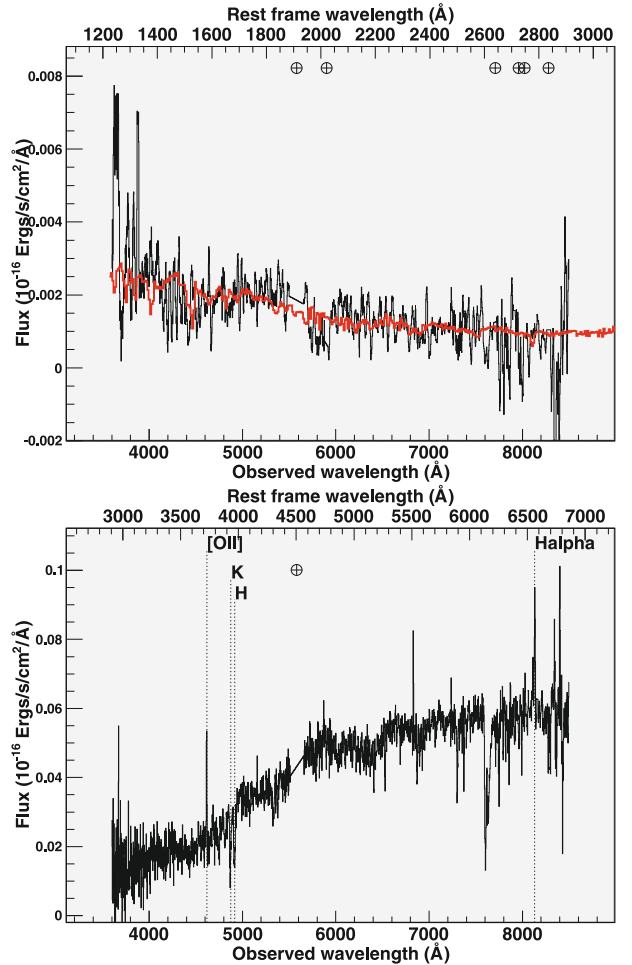 Rest frame wavelength (Å)
1200 1400 1600 1800 2000 2200 2400 2600 2800 3000
0.008
0.006
0.004
0.002
0
-0.002
Flux (10⁻¹⁶ Ergs/s/cm²/Å)
4000 5000 6000 7000 8000
Observed wavelength (Å)
Rest frame wavelength (Å)
3000 3500 4000 4500 5000 5500 6000 6500 7000
[OII]
K
H
Halpha
0.1
0.08
0.06
0.04
0.02
0
Flux (10⁻¹⁶ Ergs/s/cm²/Å)
4000 5000 6000 7000 8000
Observed wavelength (Å)